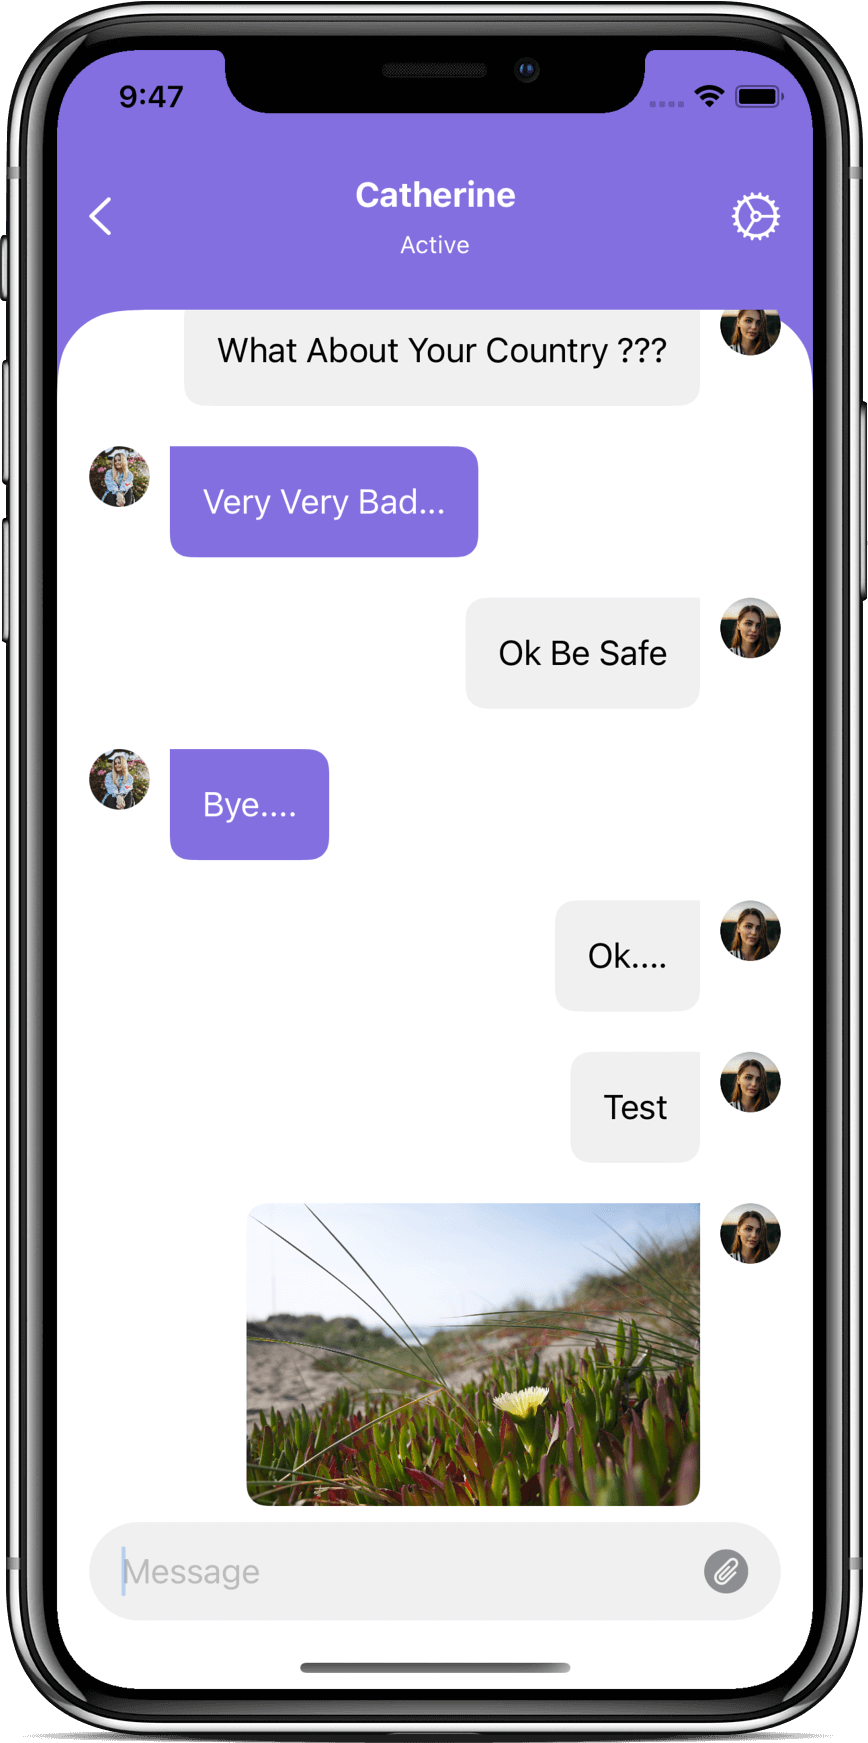 9:47
Catherine
Active
What About Your Country ???
Very Very Bad...
Ok Be Safe
Bye....
Ok....
Test
Message